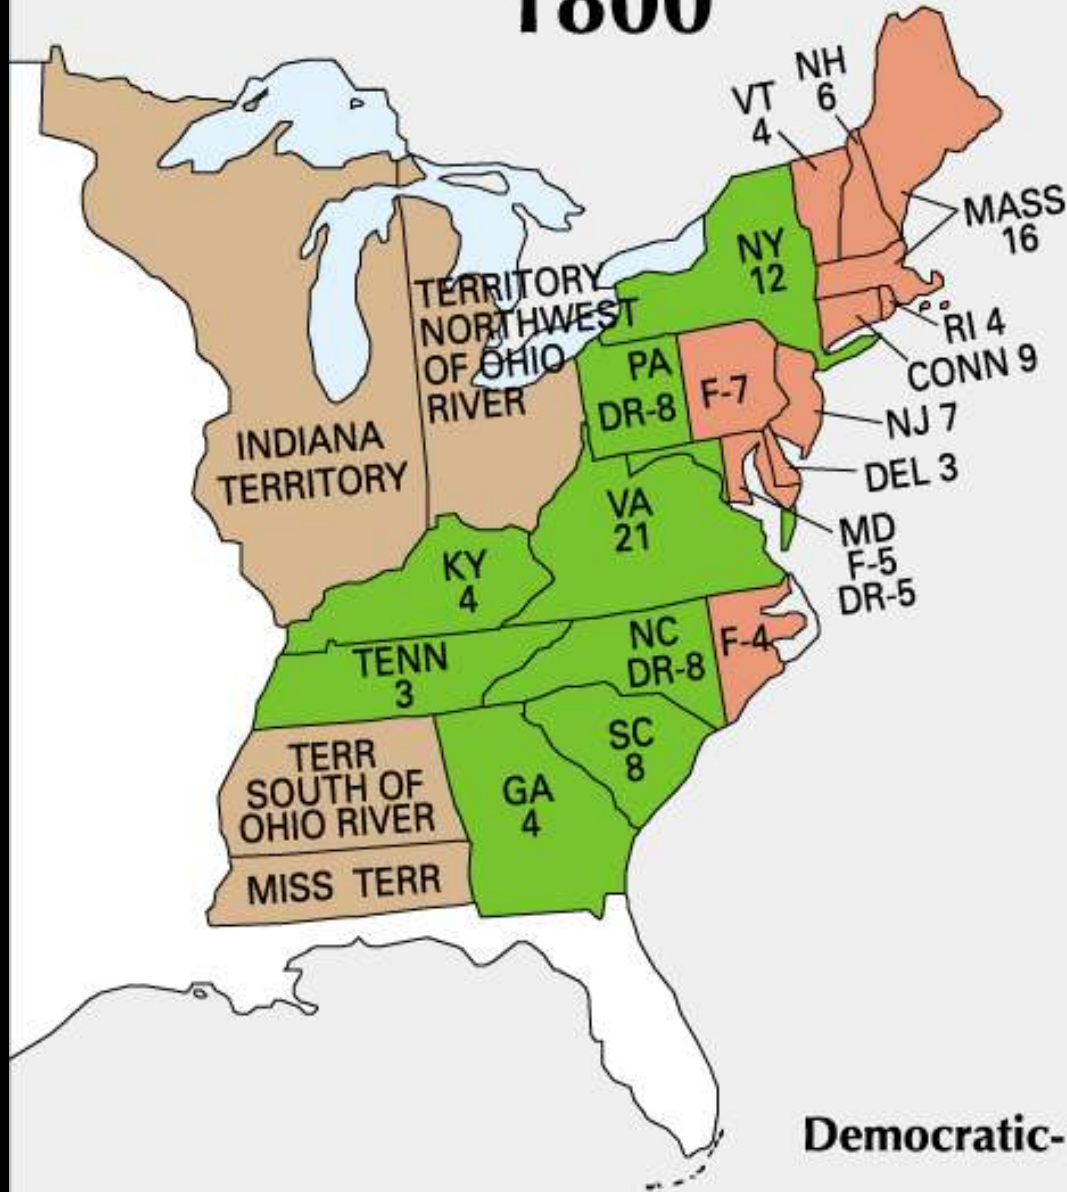 1800
NH
6
VT
4
MASS
16
NY
12
RI 4
CONN 9
TERRITORY
NORTHWEST
OF OHIO
RIVER
PA
DR-8
F-7
NJ 7
DEL 3
INDIANA
TERRITORY
VA
21
MD
F-5
DR-5
KY
4
NC
DR-8
F-4
TENN
3
SC
8
TERR
SOUTH OF
OHIO RIVER
GA
4
MISS TERR
Democratic-